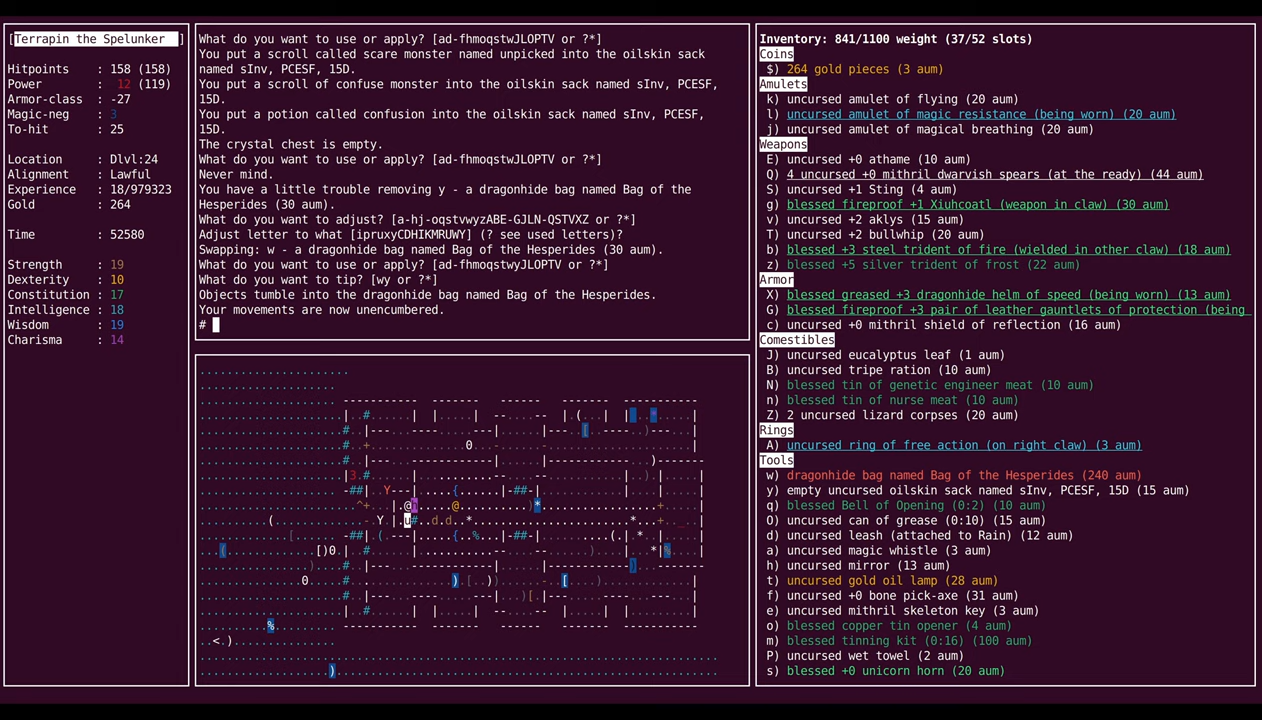 [Terrapin the Spelunker ]
Hitpoints : 158 (158)
Power : 12 (119)
Armor-class : -27
Magic-neg : 3
To-hit : 25
Location : Dlvl:24
Alignment : Lawful
Experience : 18/979323
Gold : 264
Time : 52580
Strength : 19
Dexterity : 10
Constitution : 17
Intelligence : 18
Wisdom : 19
Charisma : 14
What do you want to use or apply? [ad-fhmoqstwJLOPTV or ?*]
You put a scroll called scare monster named unpicked into the oilskin sack
named sInv, PCESF, 15D.
You put a scroll of confuse monster into the oilskin sack named sInv, PCESF,
15D.
You put a potion called confusion into the oilskin sack named sInv, PCESF,
15D.
The crystal chest is empty.
What do you want to use or apply? [ad-fhmoqstwJLOPTV or ?*]
Never mind.
You have a little trouble removing y - a dragonhide bag named Bag of the
Hesperides (30 aum).
What do you want to adjust? [a-hj-oqstvwyzABE-GJLN-QSTVXZ or ?*]
Adjust letter to what [ipruxyCDHIKMRUWY] (? see used letters)?
Swapping: w - a dragonhide bag named Bag of the Hesperides (30 aum).
What do you want to use or apply? [ad-fhmoqstwyJLOPTV or ?*]
What do you want to tip? [wy or ?*]
Objects tumble into the dragonhide bag named Bag of the Hesperides.
Your movements are now unencumbered.
#
Inventory: 841/1100 weight (37/52 slots)
Coins
$) 264 gold pieces (3 aum)
Amulets
k) uncursed amulet of flying (20 aum)
l) uncursed amulet of magic resistance (being worn) (20 aum)
j) uncursed amulet of magical breathing (20 aum)
Weapons
E) uncursed +0 athame (10 aum)
Q) 4 uncursed +0 mithril dwarvish spears (at the ready) (44 aum)
S) uncursed +1 Sting (4 aum)
g) blessed fireproof +1 Xiuhcoatl (weapon in claw) (30 aum)
v) uncursed +2 aklys (15 aum)
T) uncursed +2 bullwhip (20 aum)
b) blessed +3 steel trident of fire (wielded in other claw) (18 aum)
z) blessed +5 silver trident of frost (22 aum)
Armor
X) blessed greased +3 dragonhide helm of speed (being worn) (13 aum)
G) blessed fireproof +3 pair of leather gauntlets of protection (being
c) uncursed +0 mithril shield of reflection (16 aum)
Comestibles
J) uncursed eucalyptus leaf (1 aum)
B) uncursed tripe ration (10 aum)
N) blessed tin of genetic engineer meat (10 aum)
n) blessed tin of nurse meat (10 aum)
Z) 2 uncursed lizard corpses (20 aum)
Rings
A) uncursed ring of free action (on right claw) (3 aum)
Tools
w) dragonhide bag named Bag of the Hesperides (240 aum)
y) empty uncursed oilskin sack named sInv, PCESF, 15D (15 aum)
q) blessed Bell of Opening (0:2) (10 aum)
O) uncursed can of grease (0:10) (15 aum)
d) uncursed leash (attached to Rain) (12 aum)
a) uncursed magic whistle (3 aum)
h) uncursed mirror (13 aum)
t) uncursed gold oil lamp (28 aum)
f) uncursed +0 bone pick-axe (31 aum)
e) uncursed mithril skeleton key (3 aum)
o) blessed copper tin opener (4 aum)
m) blessed tinning kit (0:16) (100 aum)
P) uncursed wet towel (2 aum)
s) blessed +0 unicorn horn (20 aum)